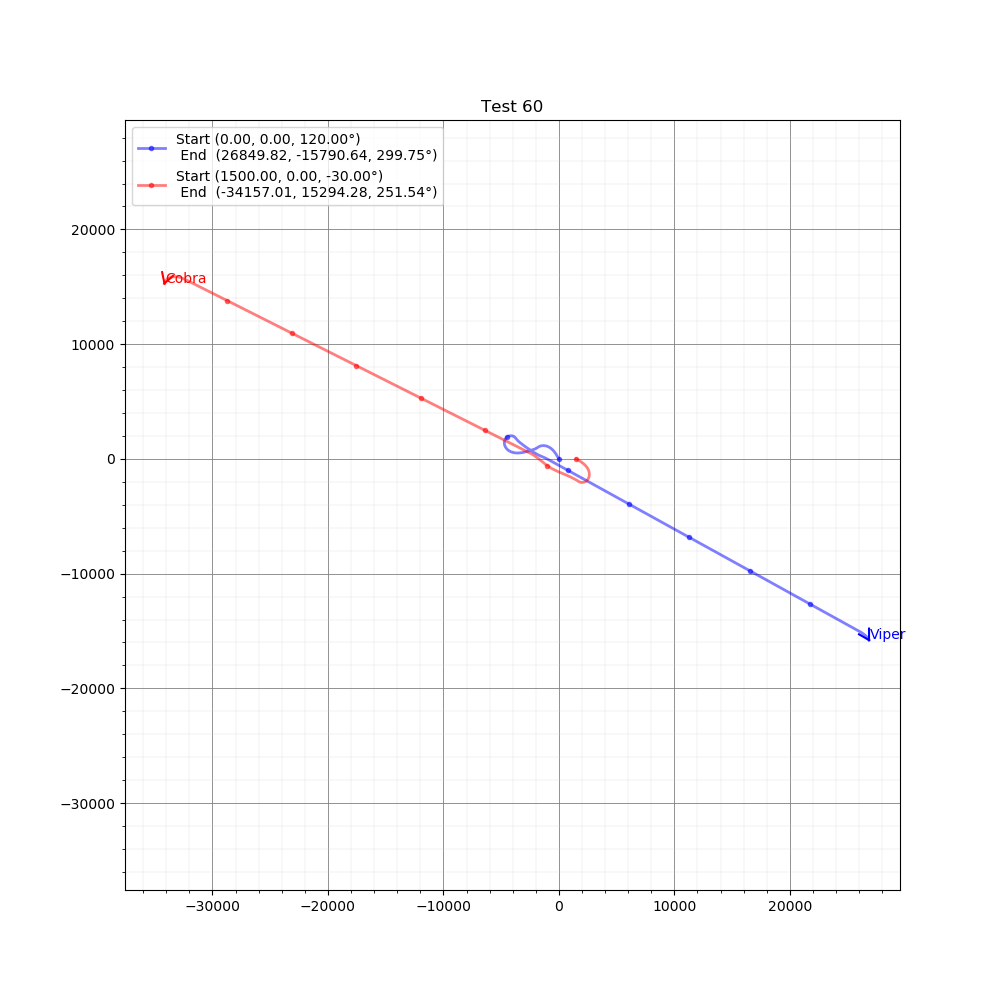 Test 60
Start (0.00, 0.00, 120.00°)
End (26849.82, -15790.64, 299.75°)
Start (1500.00, 0.00, -30.00°)
End (-34157.01, 15294.28, 251.54°)
20000
10000
0
−10000
−20000
−30000
Cobra
Viper
−30000 −20000 −10000 0 10000 20000